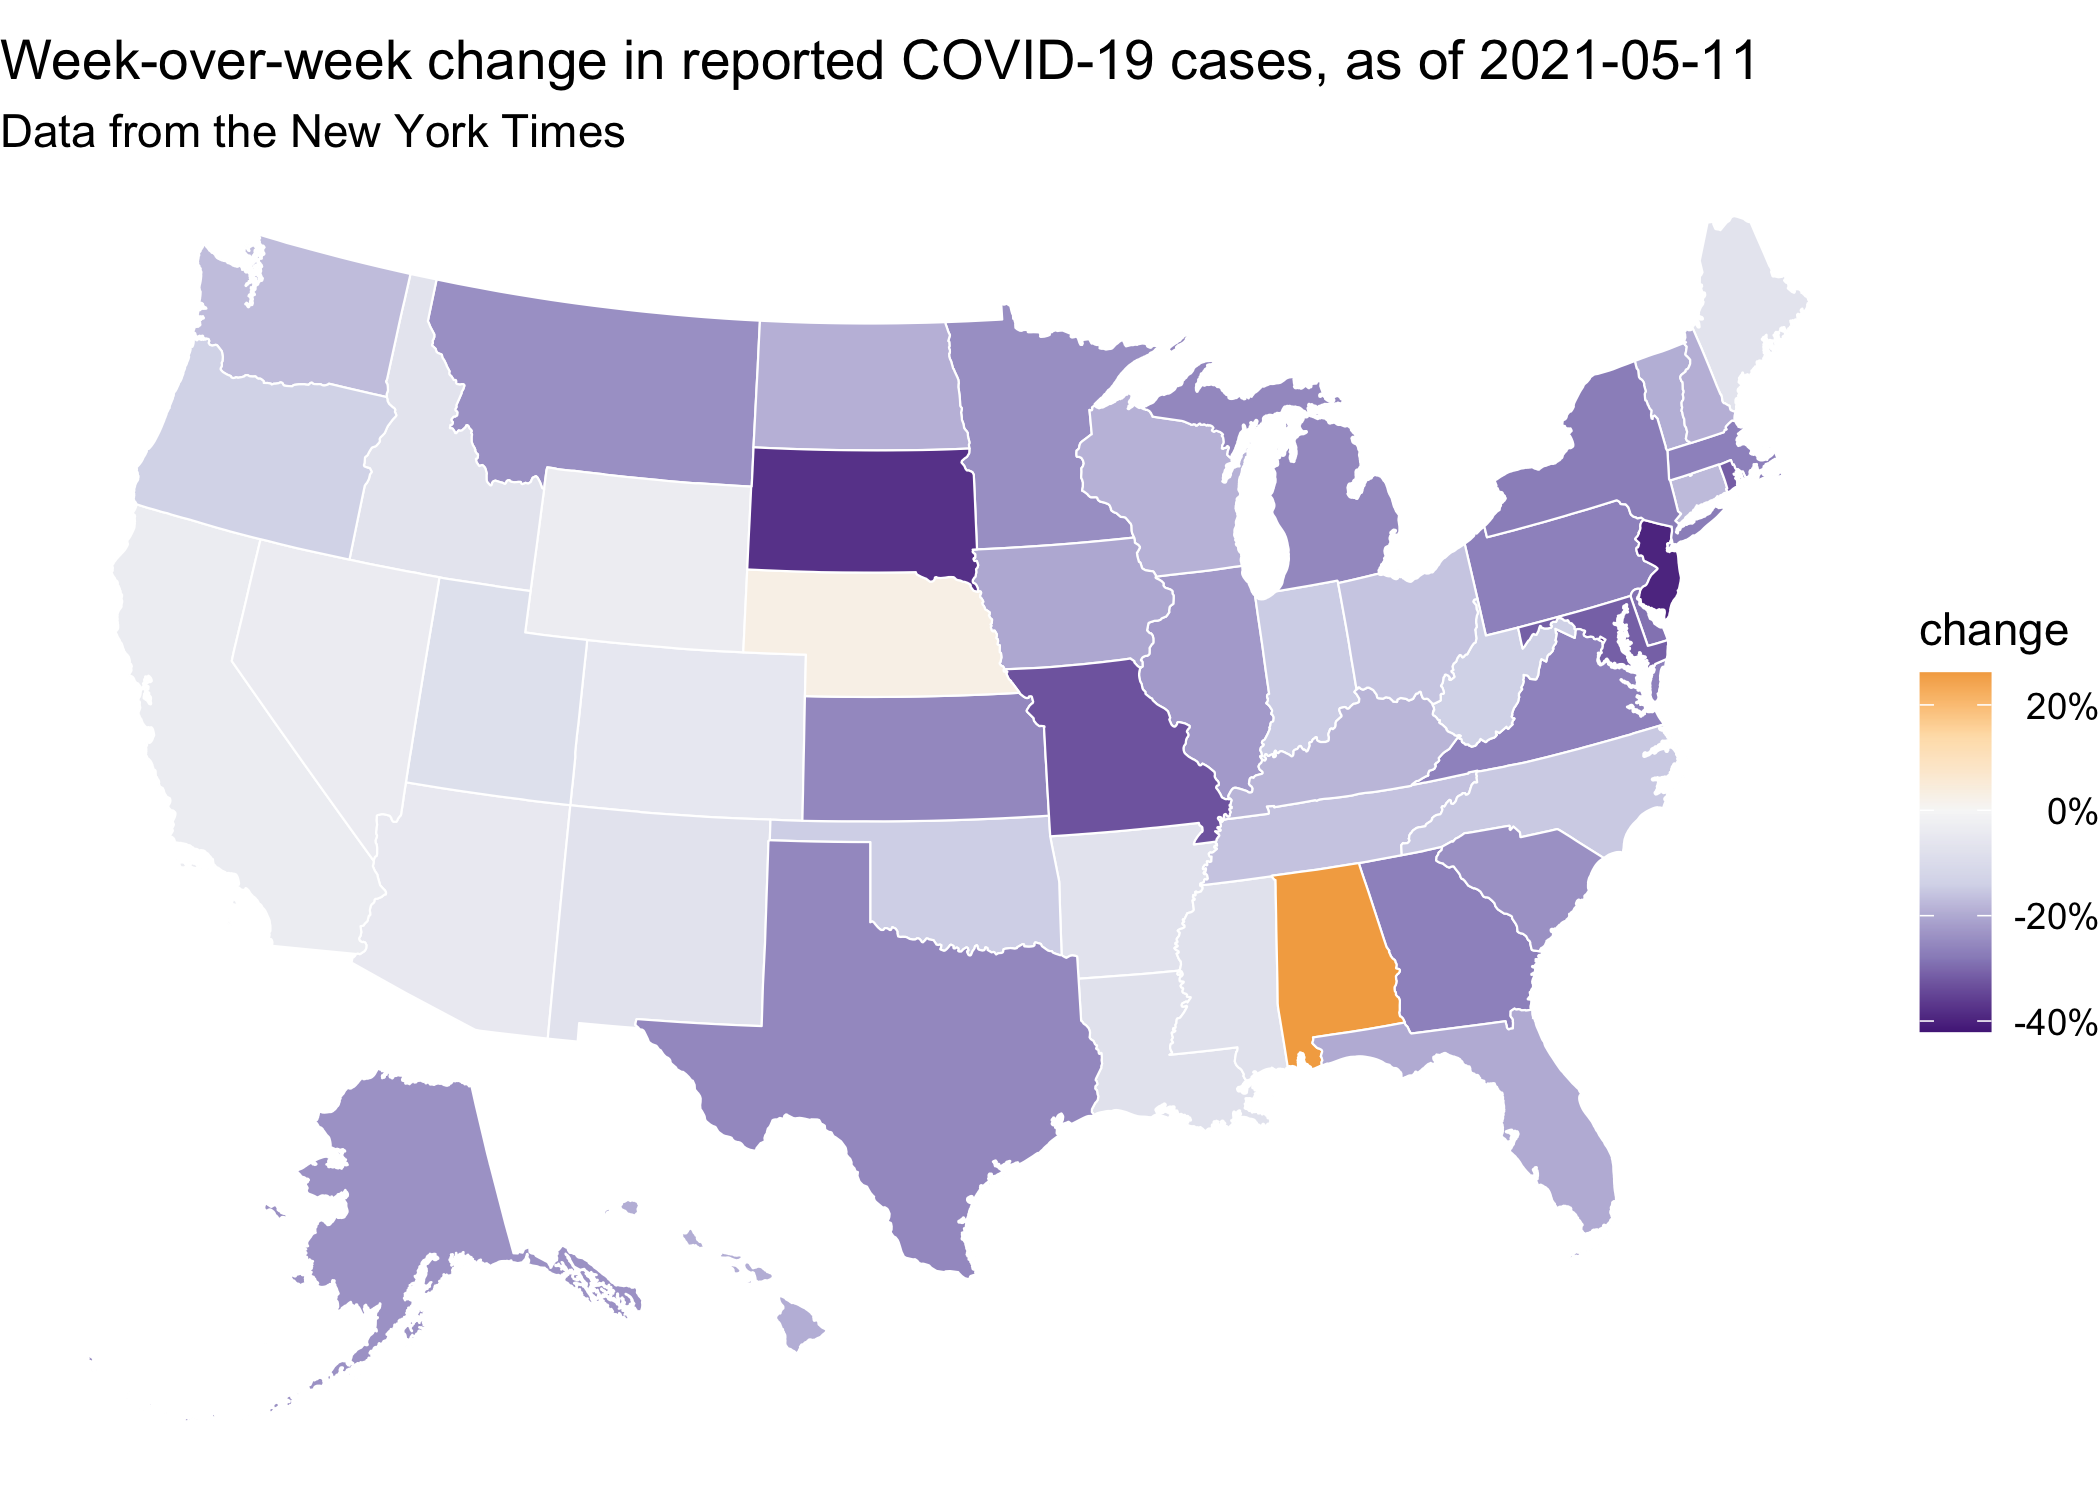 Week-over-week change in reported COVID-19 cases, as of 2021-05-11
Data from the New York Times
change
20%
0%
-20%
-40%